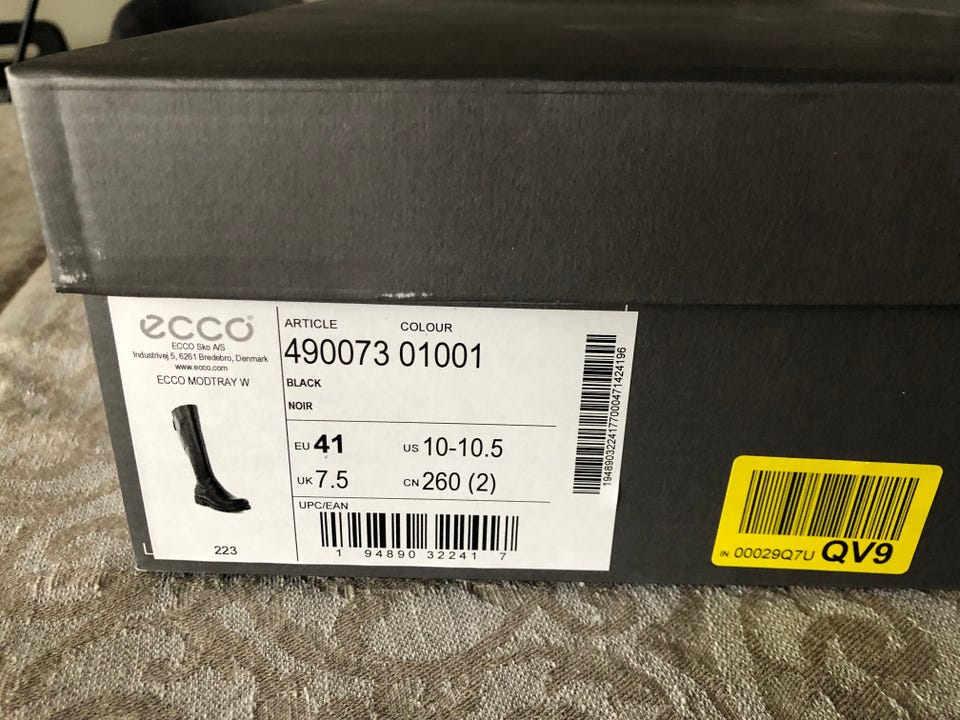 ecco
ECCO Sko A/S
Industrivej 5, 6261 Bredebro, Denmark
www.ecco.com
ECCO MODTRAY W
223
ARTICLE COLOUR
490073 01001
BLACK
NOIR
EU 41 US 10-10.5
UK 7.5 CN 260 (2)
UPC/EAN
1 94890 32241 7
1948903224177000471424196
IN 00029Q7U QV9